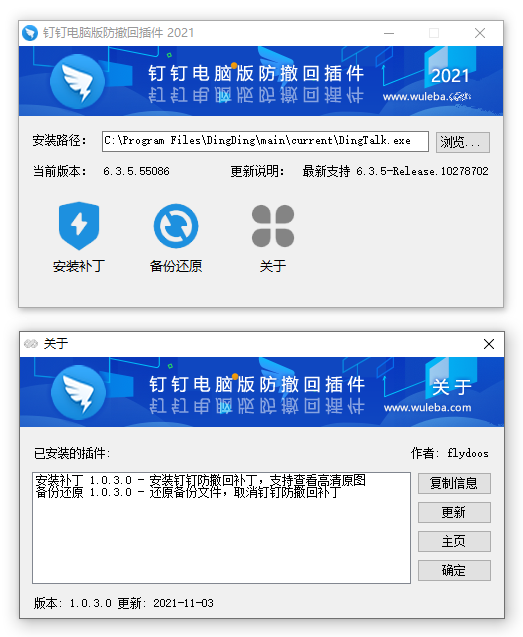 钉钉电脑版防撤回插件 2021
钉钉电脑版防撤回插件
2021
www.wuleba.
安装路径: C:\Program Files\DingDing\main\current\DingTalk.exe 浏览...
当前版本: 6.3.5.55086 更新说明: 最新支持 6.3.5-Release.10278702
安装补丁 备份还原 关于
关于
钉钉电脑版防撤回插件
关于
www.wuleba.com
已安装的插件: 作者: flydoos
安装补丁 1.0.3.0 - 安装钉钉防撤回补丁,支持查看高清原图
备份还原 1.0.3.0 - 还原备份文件,取消钉钉防撤回补丁
复制信息
更新
主页
确定
版本: 1.0.3.0 更新: 2021-11-03